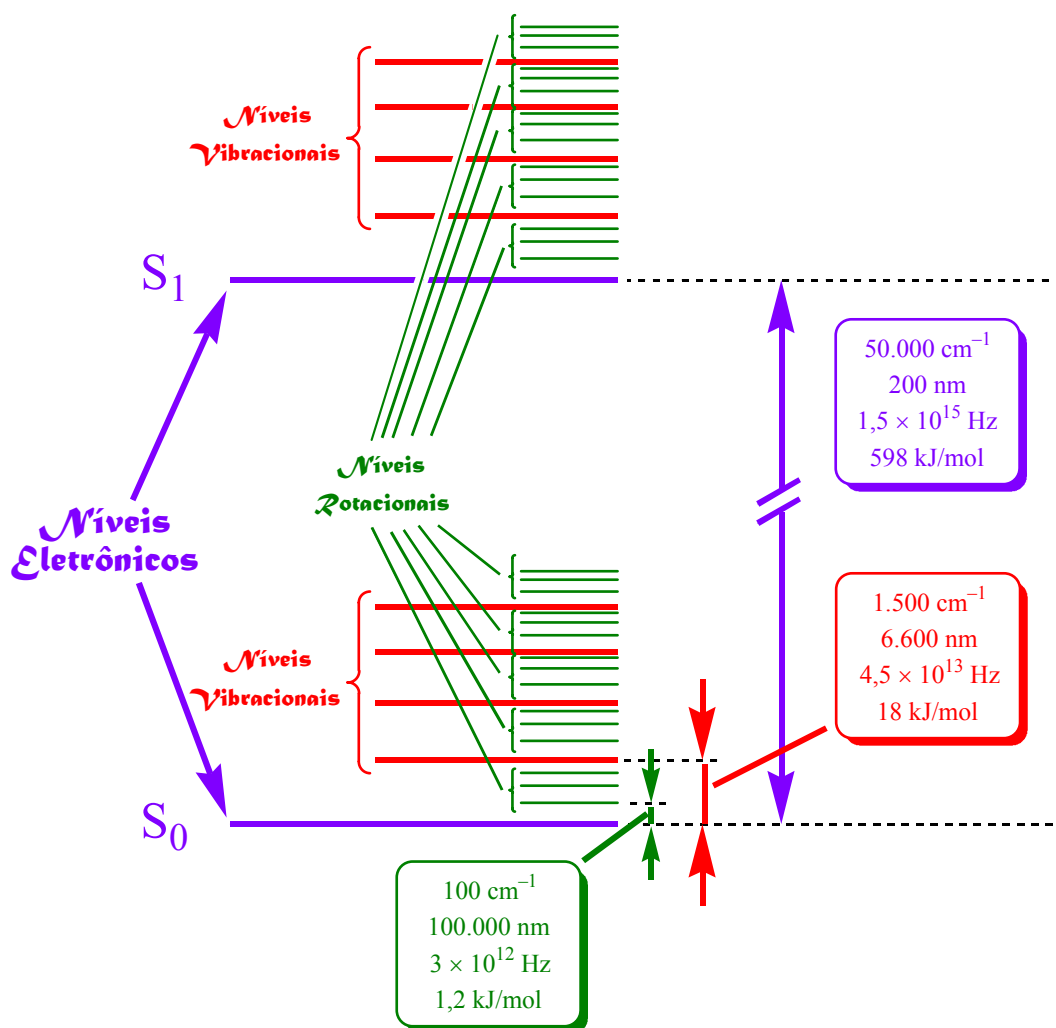 Níveis
Vibracionais
S1
50.000 cm⁻¹
200 nm
1,5 × 10¹⁵ Hz
598 kJ/mol
Níveis
Rotacionais
Níveis
Eletrônicos
1.500 cm⁻¹
6.600 nm
4,5 × 10¹³ Hz
18 kJ/mol
Níveis
Vibracionais
S0
100 cm⁻¹
100.000 nm
3 × 10¹² Hz
1,2 kJ/mol